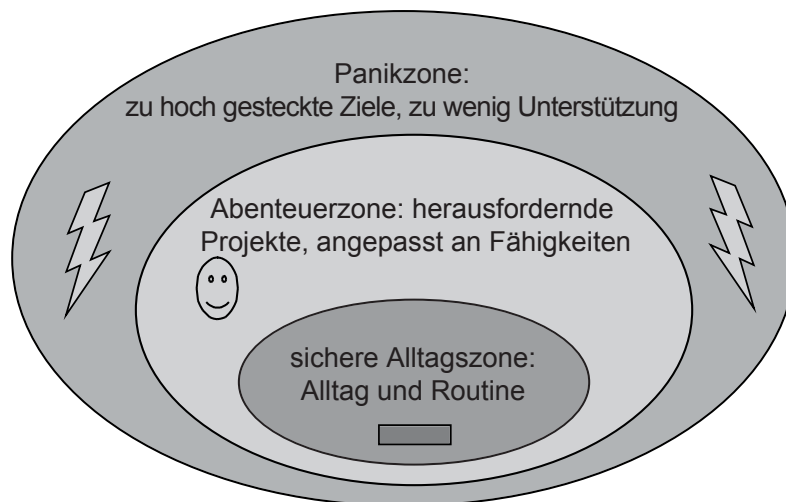 Panikzone:
zu hoch gesteckte Ziele, zu wenig Unterstützung
Abenteuerzone: herausfordernde
Projekte, angepasst an Fähigkeiten
sichere Alltagszone:
Alltag und Routine